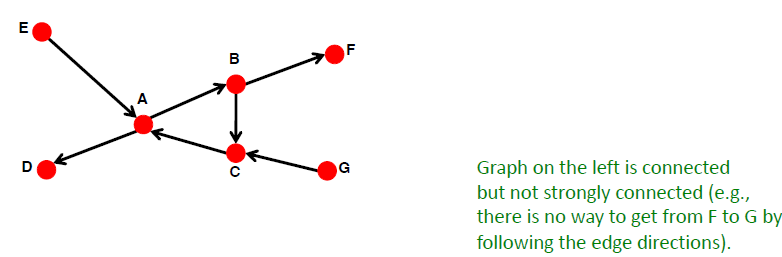 E
F
B
A
D
C
G
Graph on the left is connected
but not strongly connected (e.g.,
there is no way to get from F to G by
following the edge directions).